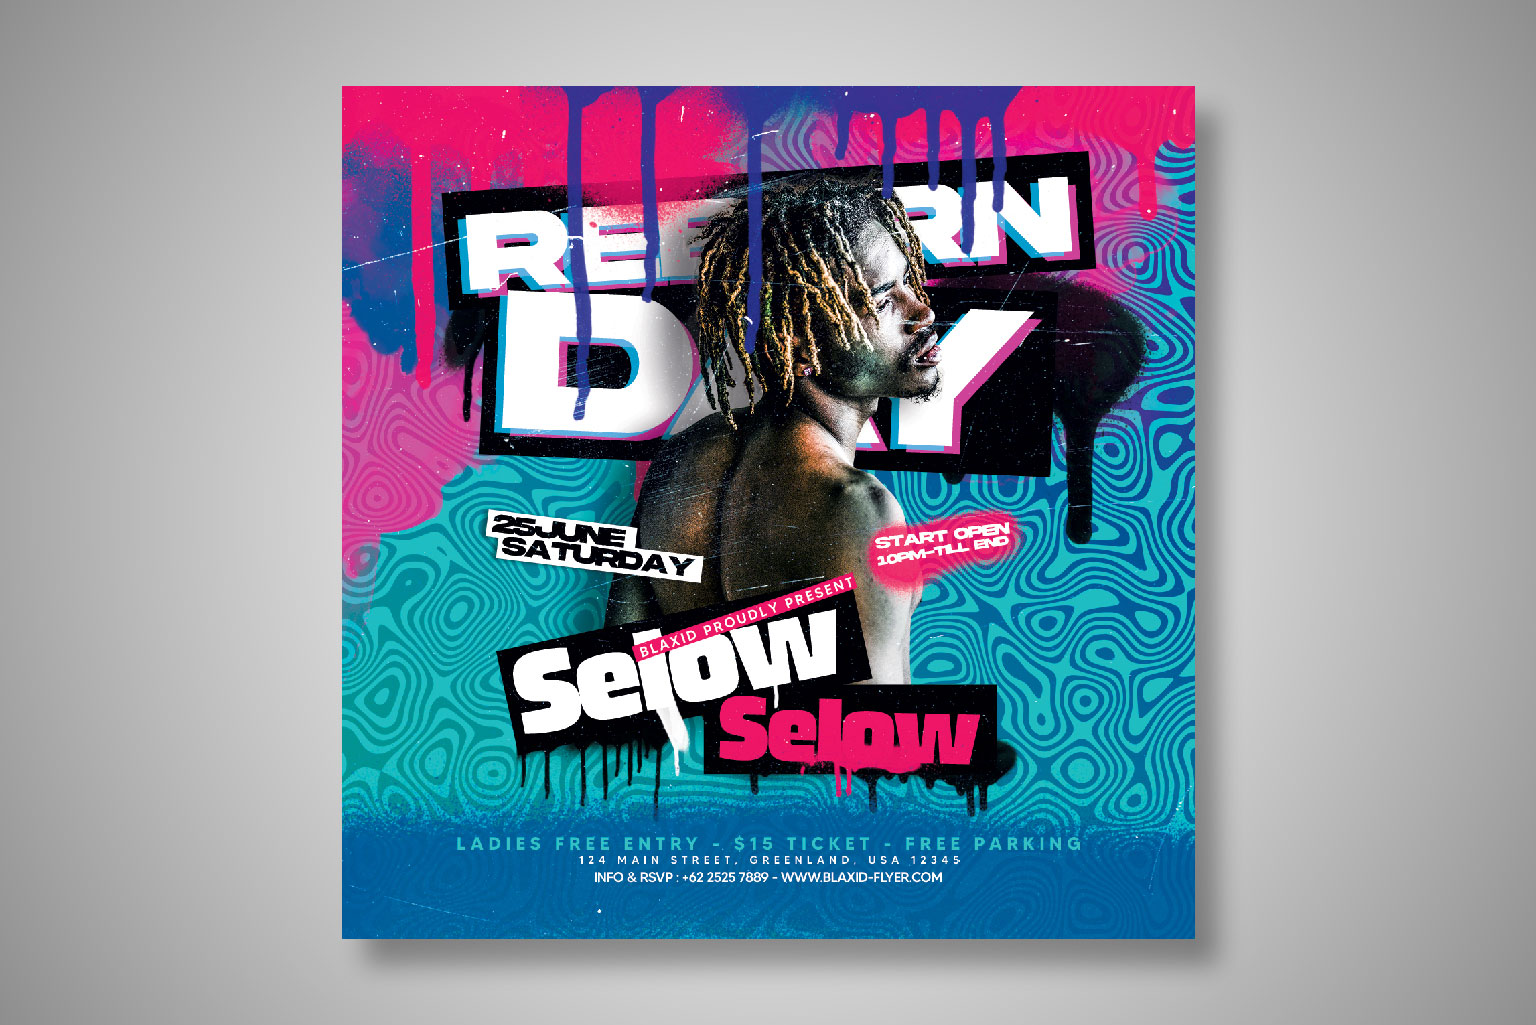 REBORN
DAY
25JUNE
SATURDAY
START OPEN
10PM-TILL END
BLAXID PROUDLY PRESENT
Selow
Selow
LADIES FREE ENTRY - $15 TICKET - FREE PARKING
124 MAIN STREET, GREENLAND, USA 12345
INFO & RSVP : +62 2525 7889 - WWW.BLAXID-FLYER.COM